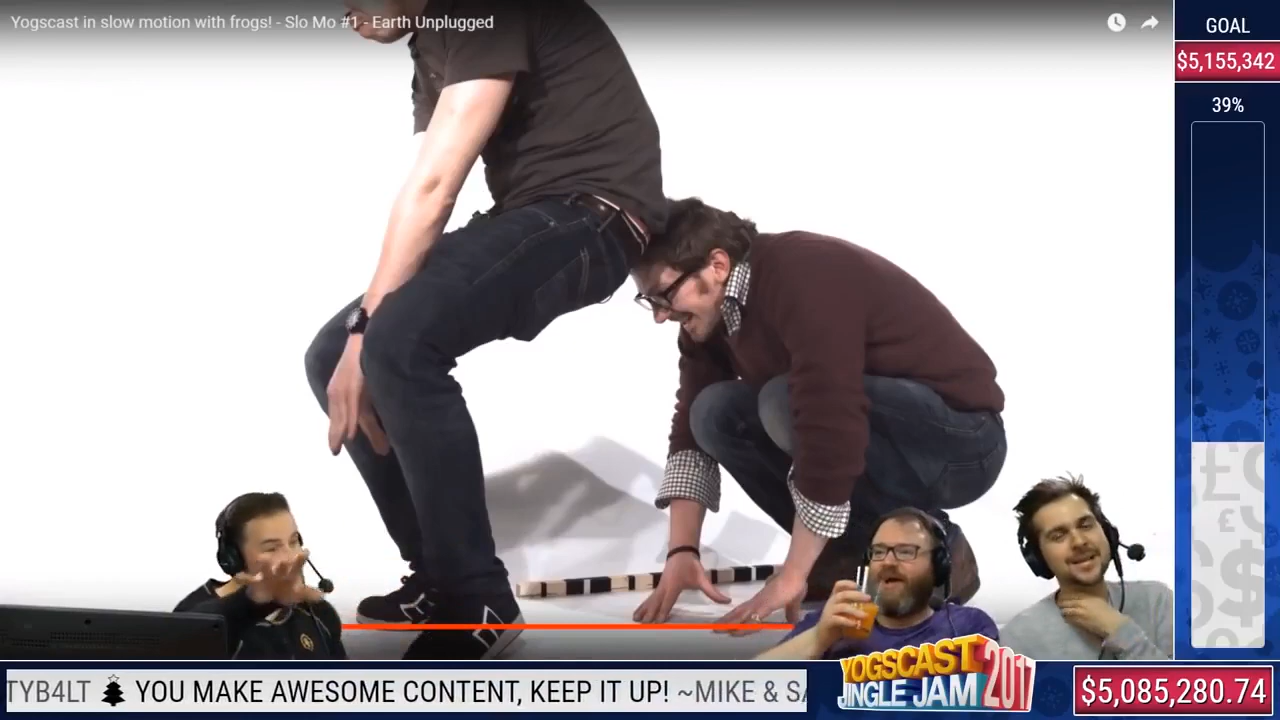 Yogscast in slow motion with frogs! - Slo Mo #1 - Earth Unplugged
GOAL
$5,155,342
39%
TYB4LT YOU MAKE AWESOME CONTENT, KEEP IT UP! ~MIKE & SA
YOGSCAST
JINGLE JAM 2017
$5,085,280.74